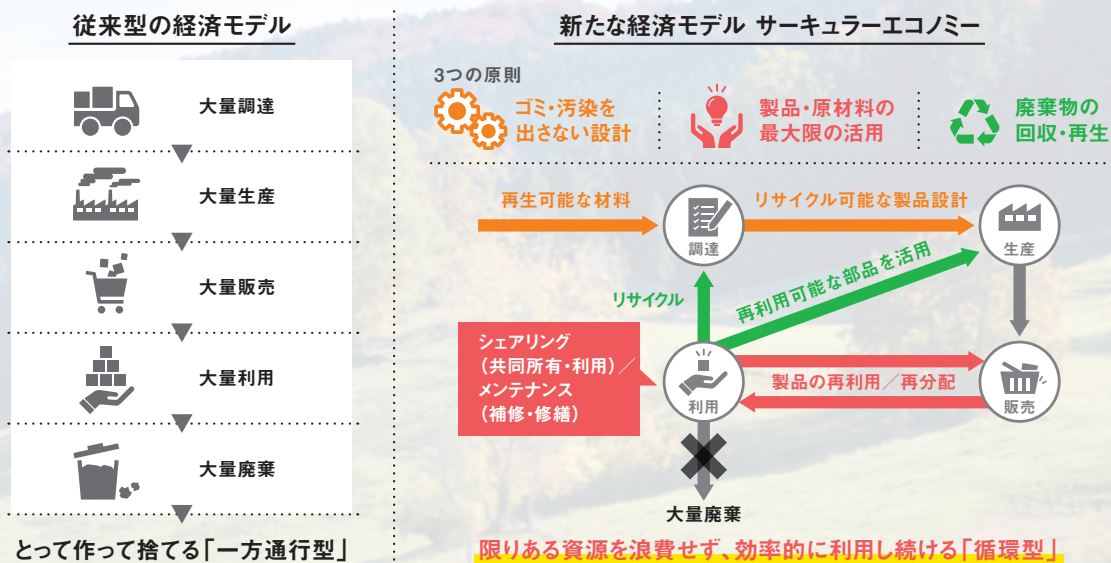 従来型の経済モデル
大量調達
大量生産
大量販売
大量利用
大量廃棄
とって作って捨てる「一方通行型」
新たな経済モデル サーキュラーエコノミー
3つの原則
ゴミ・汚染を
出さない設計
製品・原材料の
最大限の活用
廃棄物の
回収・再生
再生可能な材料
調達
リサイクル可能な製品設計
生産
リサイクル
再利用可能な部品を活用
シェアリング
(共同所有・利用)/
メンテナンス
(補修・修繕)
利用
製品の再利用/再分配
販売
大量廃棄
限りある資源を浪費せず、効率的に利用し続ける「循環型」